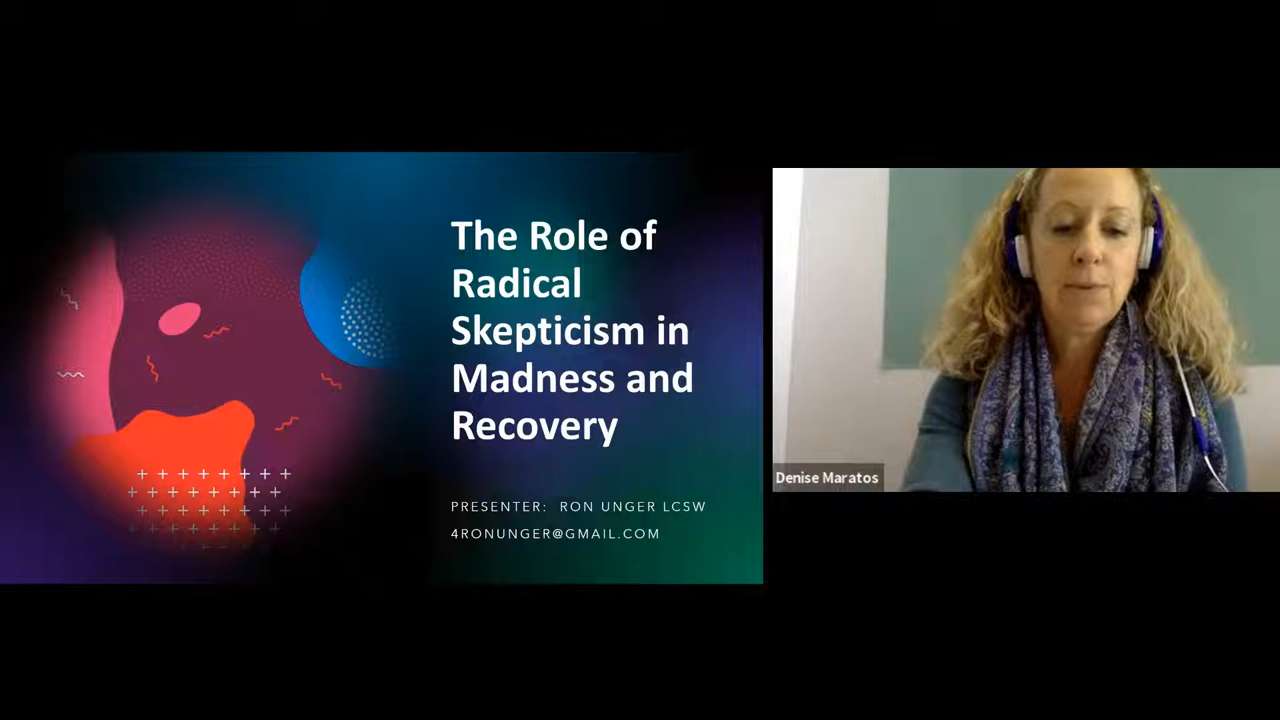 The Role of
Radical
Skepticism in
Madness and
Recovery
PRESENTER: RON UNGER LCSW
4RONUNGER@GMAIL.COM
Denise Maratos